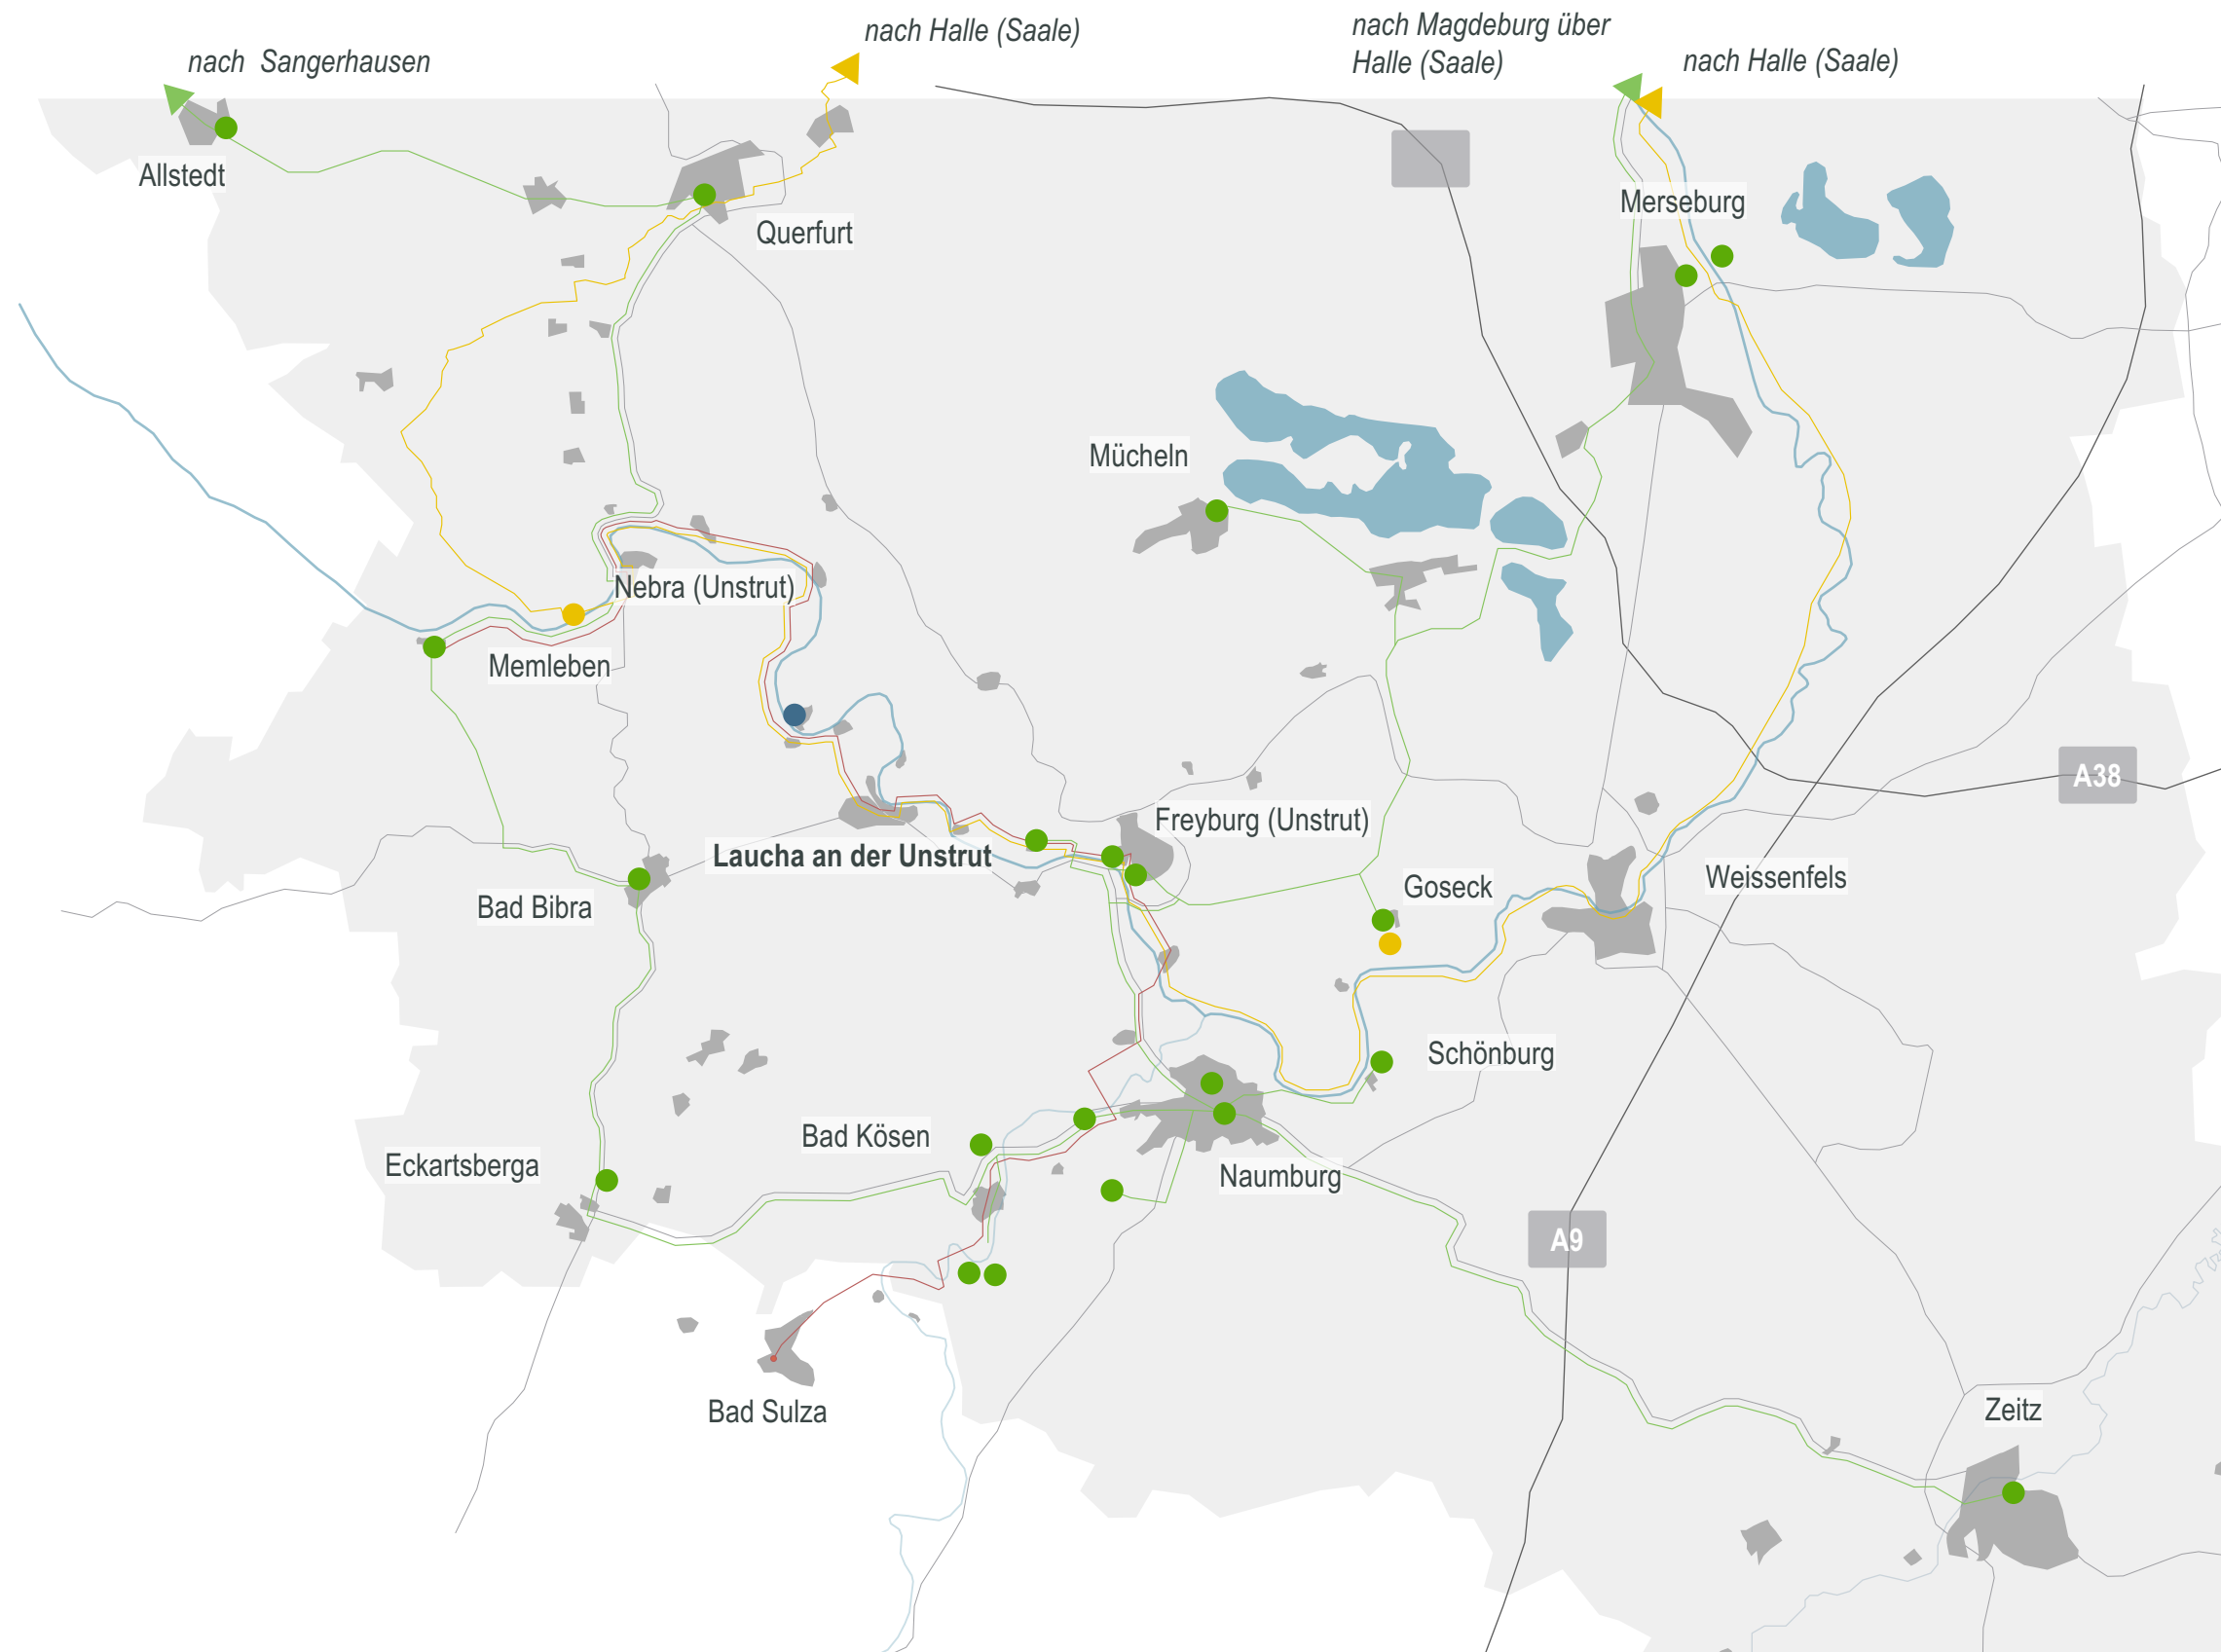 nach Halle (Saale)
nach Magdeburg über
Halle (Saale)
nach Sangerhausen
nach Halle (Saale)
Allstedt
Querfurt
Merseburg
Mücheln
Nebra (Unstrut)
Memleben
A38
Freyburg (Unstrut)
Laucha an der Unstrut
Weissenfels
Goseck
Bad Bibra
Schönburg
Bad Kösen
Eckartsberga
Naumburg
A9
Bad Sulza
Zeitz